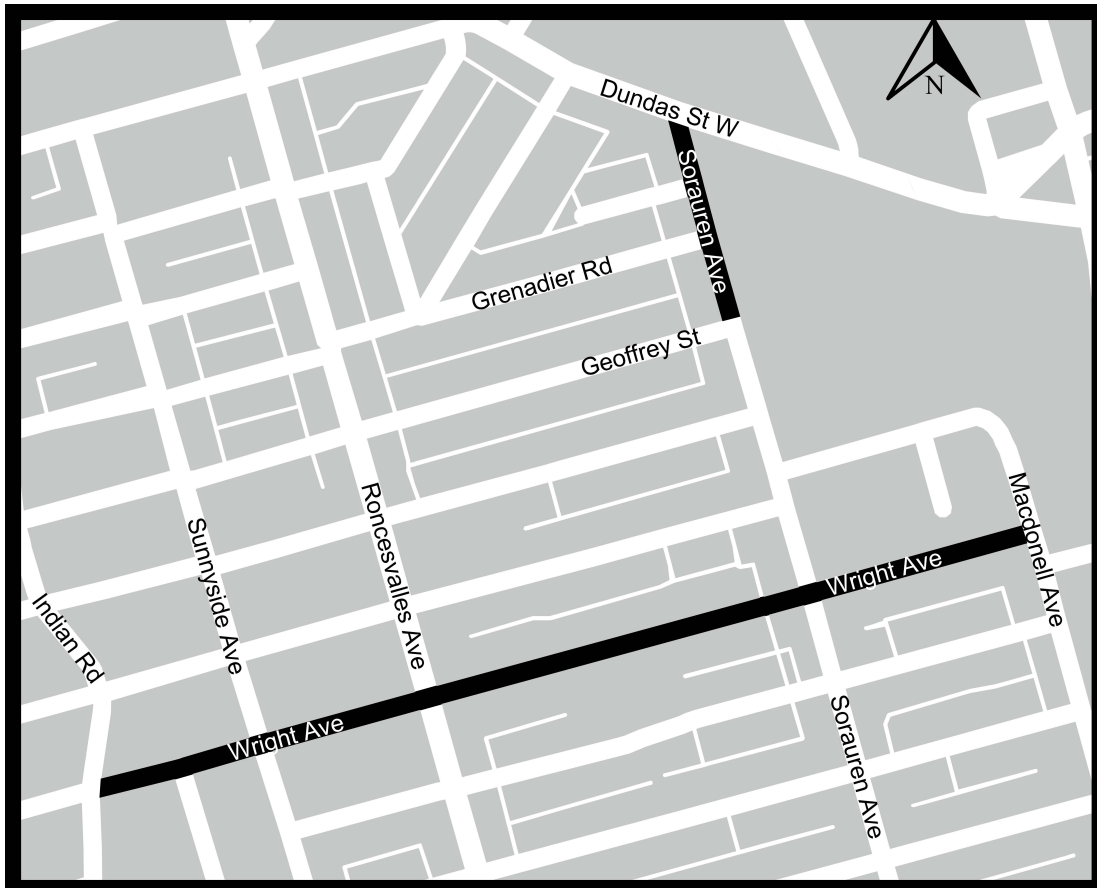 Dundas St W
N
Sorauren Ave
Grenadier Rd
Geoffrey St
Macdonell Ave
Roncesvalles Ave
Sunnyside Ave
Wright Ave
Indian Rd
Sorauren Ave
Wright Ave